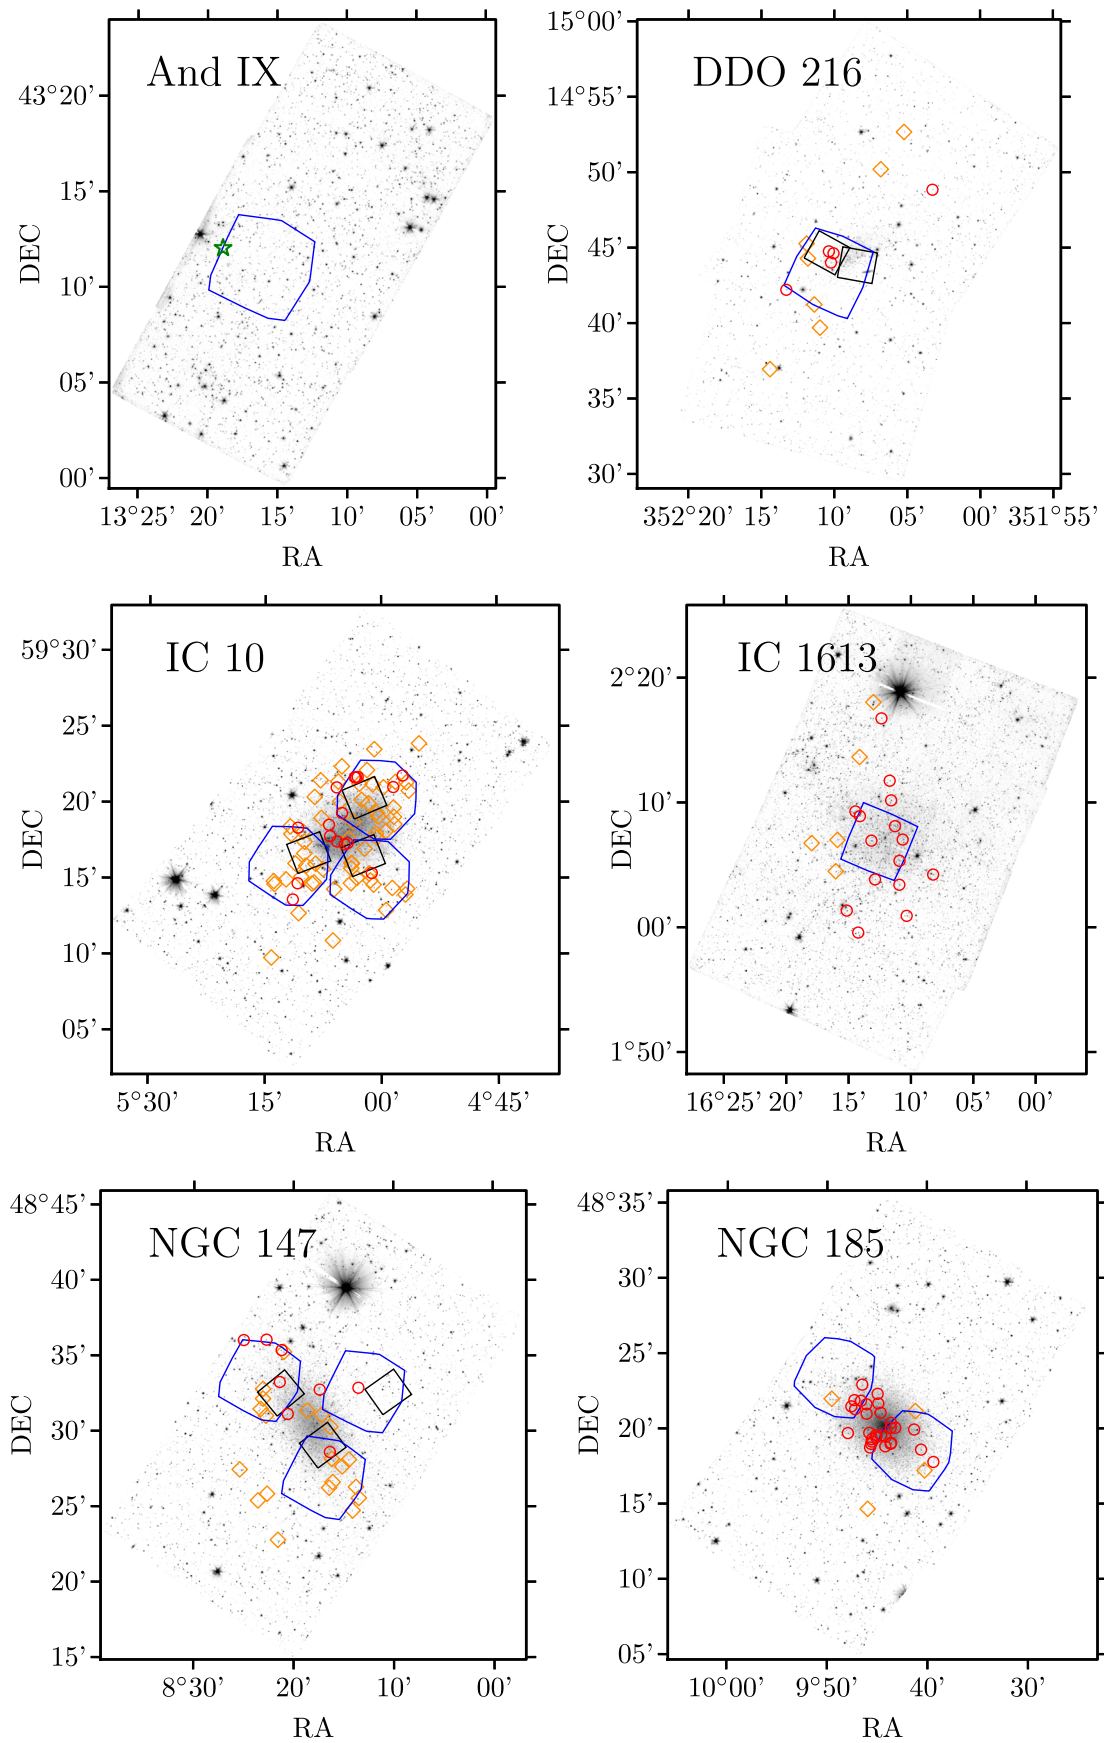 And IX
43°20'
15'
10'
05'
00'
DEC
13°25' 20' 15' 10' 05' 00'
RA
DDO 216
15°00'
14°55'
50'
45'
40'
35'
30'
DEC
352°20' 15' 10' 05' 00' 351°55'
RA
IC 10
59°30'
25'
20'
15'
10'
05'
DEC
5°30' 15' 00' 4°45'
RA
IC 1613
2°20'
10'
00'
1°50'
DEC
16°25' 20' 15' 10' 05' 00'
RA
NGC 147
48°45'
40'
35'
30'
25'
20'
15'
DEC
8°30' 20' 10' 00'
RA
NGC 185
48°35'
30'
25'
20'
15'
10'
05'
DEC
10°00' 9°50' 40' 30'
RA